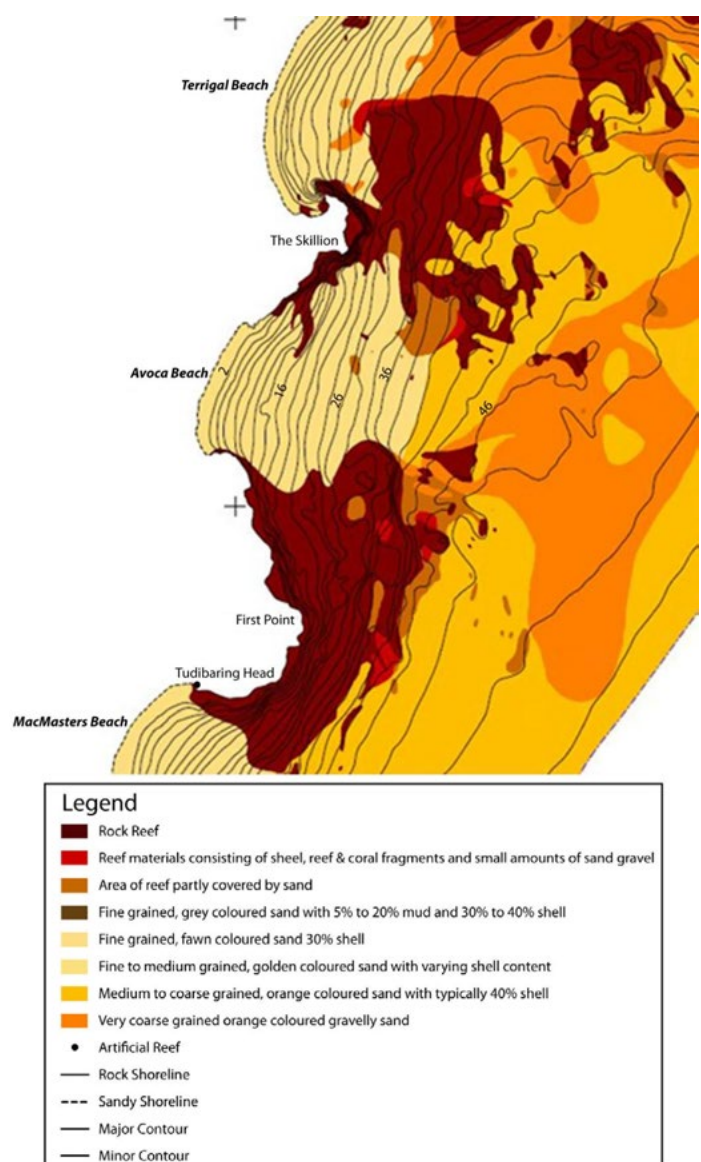 Terrigal Beach
The Skillion
Avoca Beach
2
16
26
36
46
First Point
Tudibaring Head
MacMasters Beach
Legend
Rock Reef
Reef materials consisting of sheel, reef & coral fragments and small amounts of sand gravel
Area of reef partly covered by sand
Fine grained, grey coloured sand with 5% to 20% mud and 30% to 40% shell
Fine grained, fawn coloured sand 30% shell
Fine to medium grained, golden coloured sand with varying shell content
Medium to coarse grained, orange coloured sand with typically 40% shell
Very coarse grained orange coloured gravelly sand
Artificial Reef
Rock Shoreline
Sandy Shoreline
Major Contour
Minor Contour